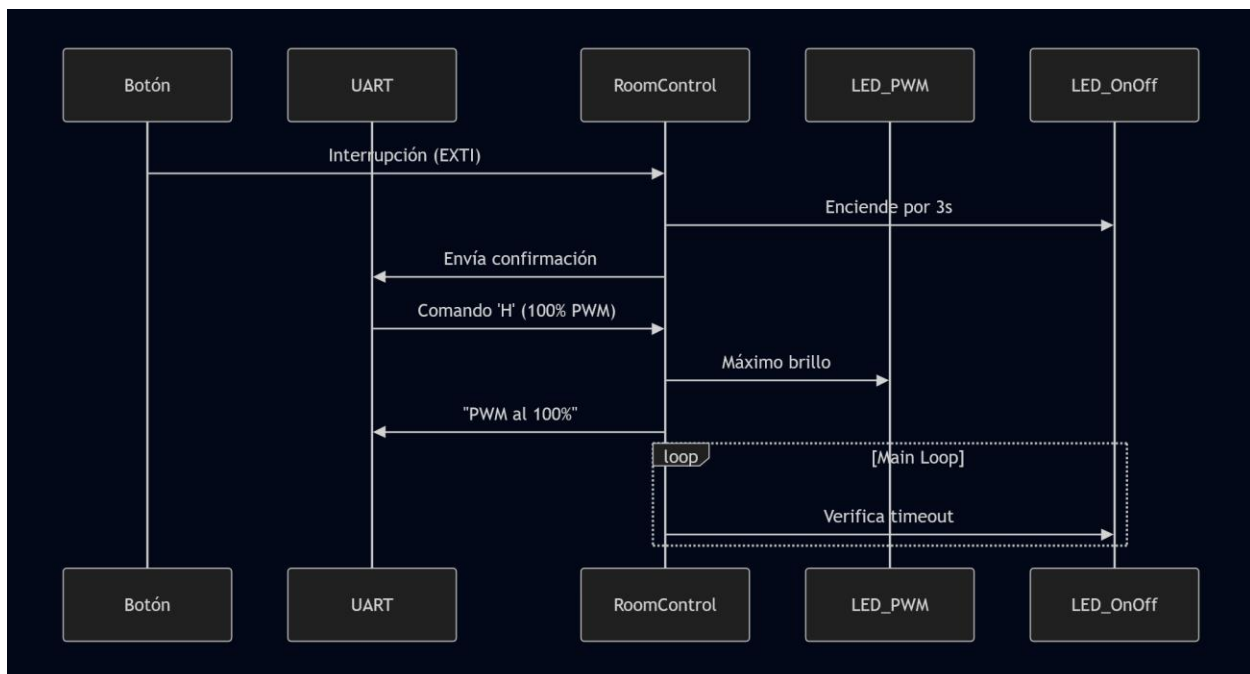 Botón
UART
RoomControl
LED_PWM
LED_OnOff
Interrupción (EXTI)
Enciende por 3s
Envía confirmación
Comando 'H' (100% PWM)
Máximo brillo
"PWM al 100%"
loop
[Main Loop]
Verifica timeout
Botón
UART
RoomControl
LED_PWM
LED_OnOff